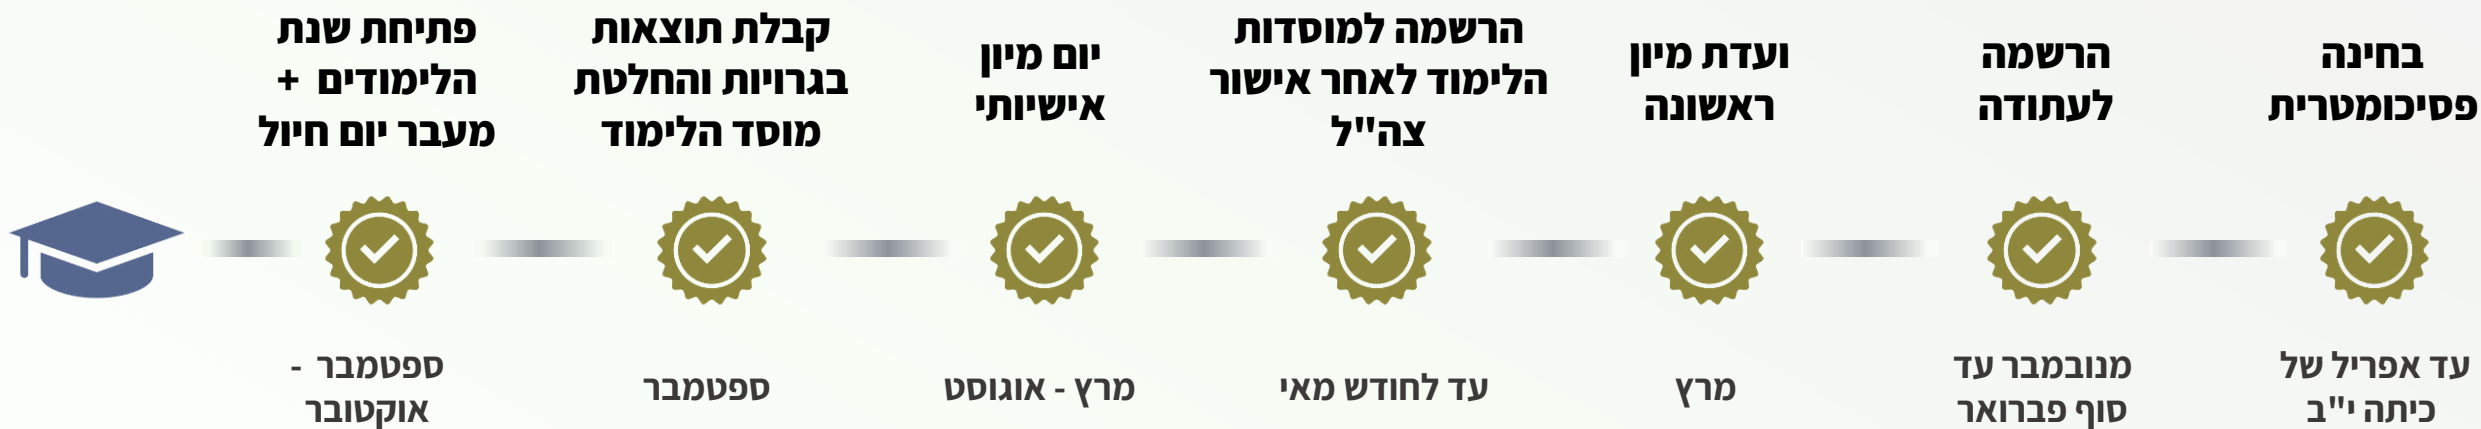 בחינה
פסיכומטרית
עד אפריל של
כיתה י"ב
הרשמה
לעתודה
מנובמבר עד
סוף פברואר
ועדת מיון
ראשונה
מרץ
הרשמה למוסדות
הלימוד לאחר אישור
צה"ל
עד לחודש מאי
יום מיון
אישיותי
מרץ - אוגוסט
קבלת תוצאות
בגרויות והחלטת
מוסד הלימוד
ספטמבר
פתיחת שנת
הלימודים +
מעבר יום חיול
ספטמבר -
אוקטובר